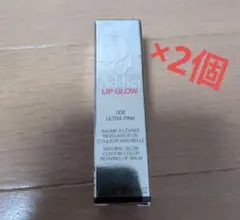 ×2個
Addict
LIP GLOW
008
ULTRA PINK
BAUME À LÈVRES
RÉVÉLATEUR DE
COULEUR NATURELLE
NATURAL GLOW
CUSTOM COLOR
REVIVING LIP BALM